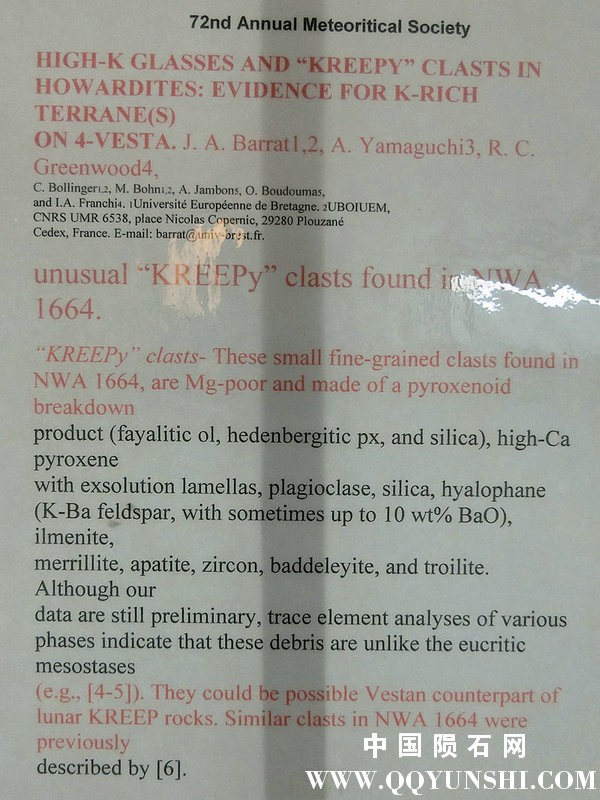 72nd Annual Meteoritical Society
HIGH-K GLASSES AND “KREEPY” CLASTS IN
HOWARDITES: EVIDENCE FOR K-RICH
TERRANE(S)
ON 4-VESTA. J. A. Barrat1,2, A. Yamaguchi3, R. C.
Greenwood4,
C. Bollinger1,2, M. Bohn1,2, A. Jambons, O. Boudoumas,
and I.A. Franchi4. 1Université Européenne de Bretagne. 2UBOIUEM,
CNRS UMR 6538, place Nicolas Copernic, 29280 Plouzané
Cedex, France. E-mail: barrat@univ-brest.fr.
unusual “KREEPy” clasts found in NWA
1664.
“KREEPy” clasts- These small fine-grained clasts found in
NWA 1664, are Mg-poor and made of a pyroxenoid
breakdown
product (fayalitic ol, hedenbergitic px, and silica), high-Ca
pyroxene
with exsolution lamellas, plagioclase, silica, hyalophane
(K-Ba feldspar, with sometimes up to 10 wt% BaO),
ilmenite,
merrillite, apatite, zircon, baddeleyite, and troilite.
Although our
data are still preliminary, trace element analyses of various
phases indicate that these debris are unlike the eucritic
mesostases
(e.g., [4-5]). They could be possible Vestan counterpart of
lunar KREEP rocks. Similar clasts in NWA 1664 were
previously
described by [6].
中国陨石网
WWW.QQYUNSHI.COM